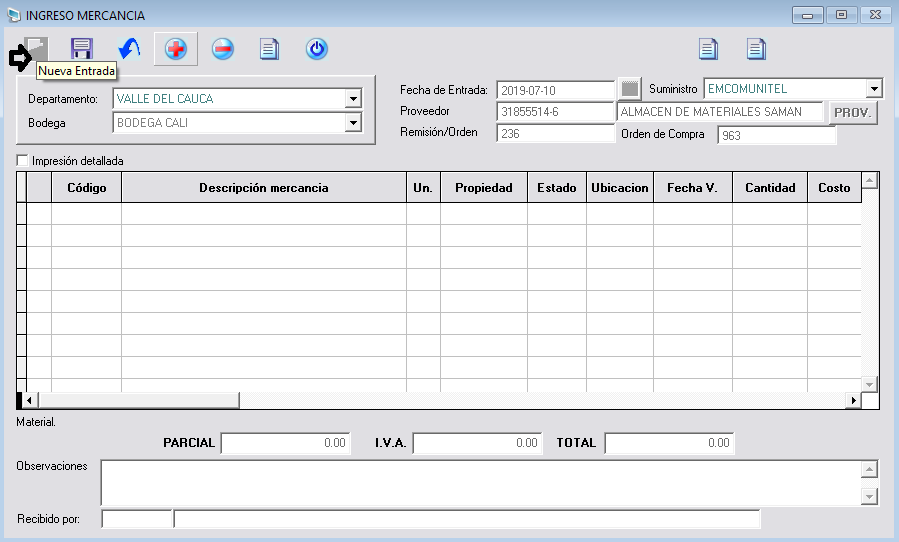 INGRESO MERCANCIA
Nueva Entrada
Departamento: VALLE DEL CAUCA
Bodega BODEGA CALI
Fecha de Entrada: 2019-07-10 Suministro EMCOMUNITEL
Proveedor 31855514-6 ALMACEN DE MATERIALES SAMAN PROV.
Remisión/Orden 236 Orden de Compra 963
Impresión detallada
Código Descripción mercancia Un. Propiedad Estado Ubicacion Fecha V. Cantidad Costo
Material.
PARCIAL 0.00 I.V.A. 0.00 TOTAL 0.00
Observaciones
Recibido por: